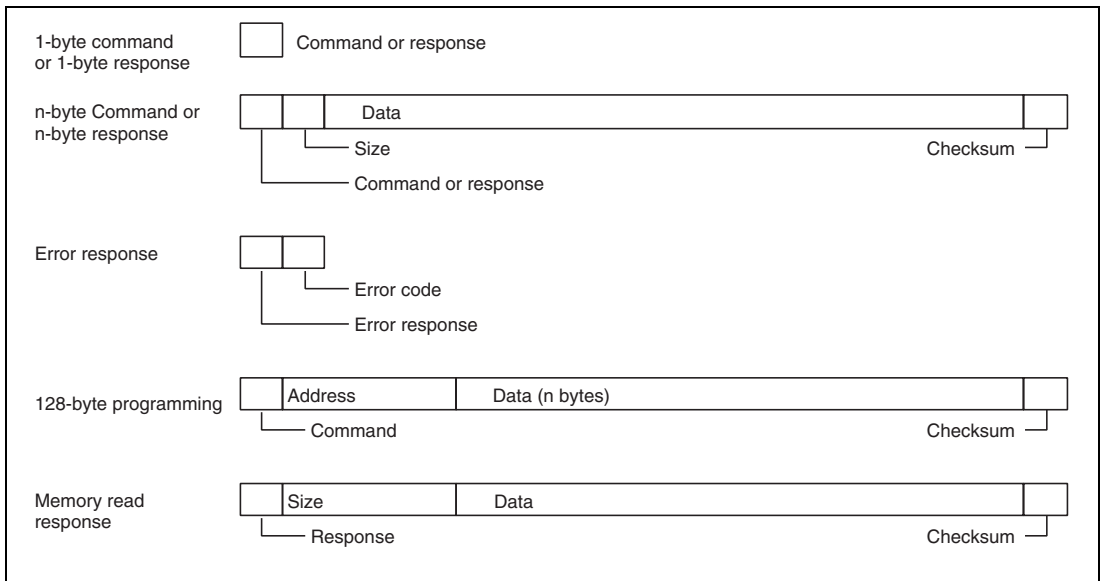 1-byte command
or 1-byte response
Command or response
n-byte Command or
n-byte response
Data
Size
Checksum
Command or response
Error response
Error code
Error response
128-byte programming
Address
Data (n bytes)
Command
Checksum
Memory read
response
Size
Data
Response
Checksum